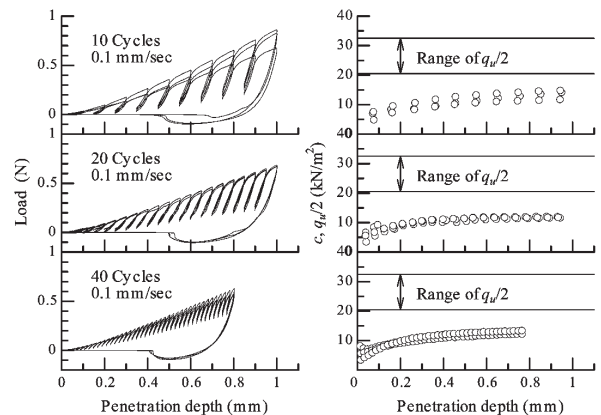 1
10 Cycles
0.1 mm/sec
0.5
0
1
20 Cycles
0.1 mm/sec
0.5
0
1
40 Cycles
0.1 mm/sec
0.5
0
Load (N)
0 0.2 0.4 0.6 0.8 1
Penetration depth (mm)
40
30
Range of qu/2
20
10
40
30
Range of qu/2
20
10
40
30
Range of qu/2
20
10
c, qu/2 (kN/m²)
0 0.2 0.4 0.6 0.8 1
Penetration depth (mm)